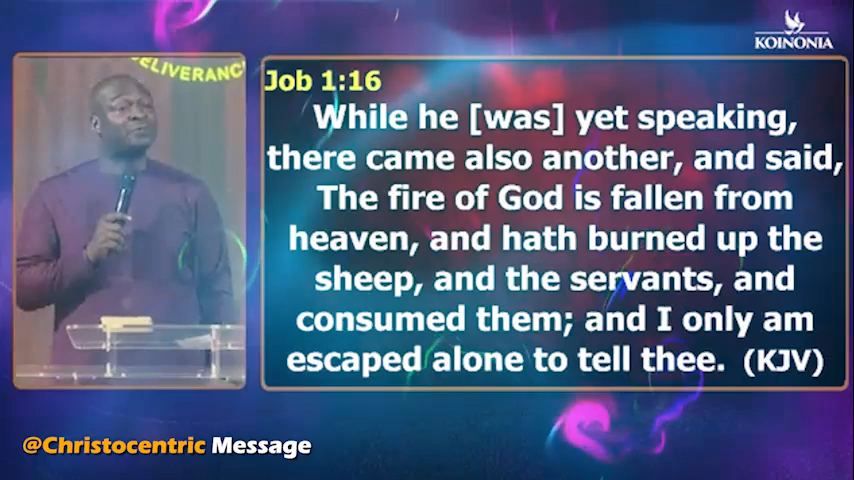 KOINONIA
DELIVERANC
Job 1:16
While he [was] yet speaking,
there came also another, and said,
The fire of God is fallen from
heaven, and hath burned up the
sheep, and the servants, and
consumed them; and I only am
escaped alone to tell thee. (KJV)
@Christocentric Message